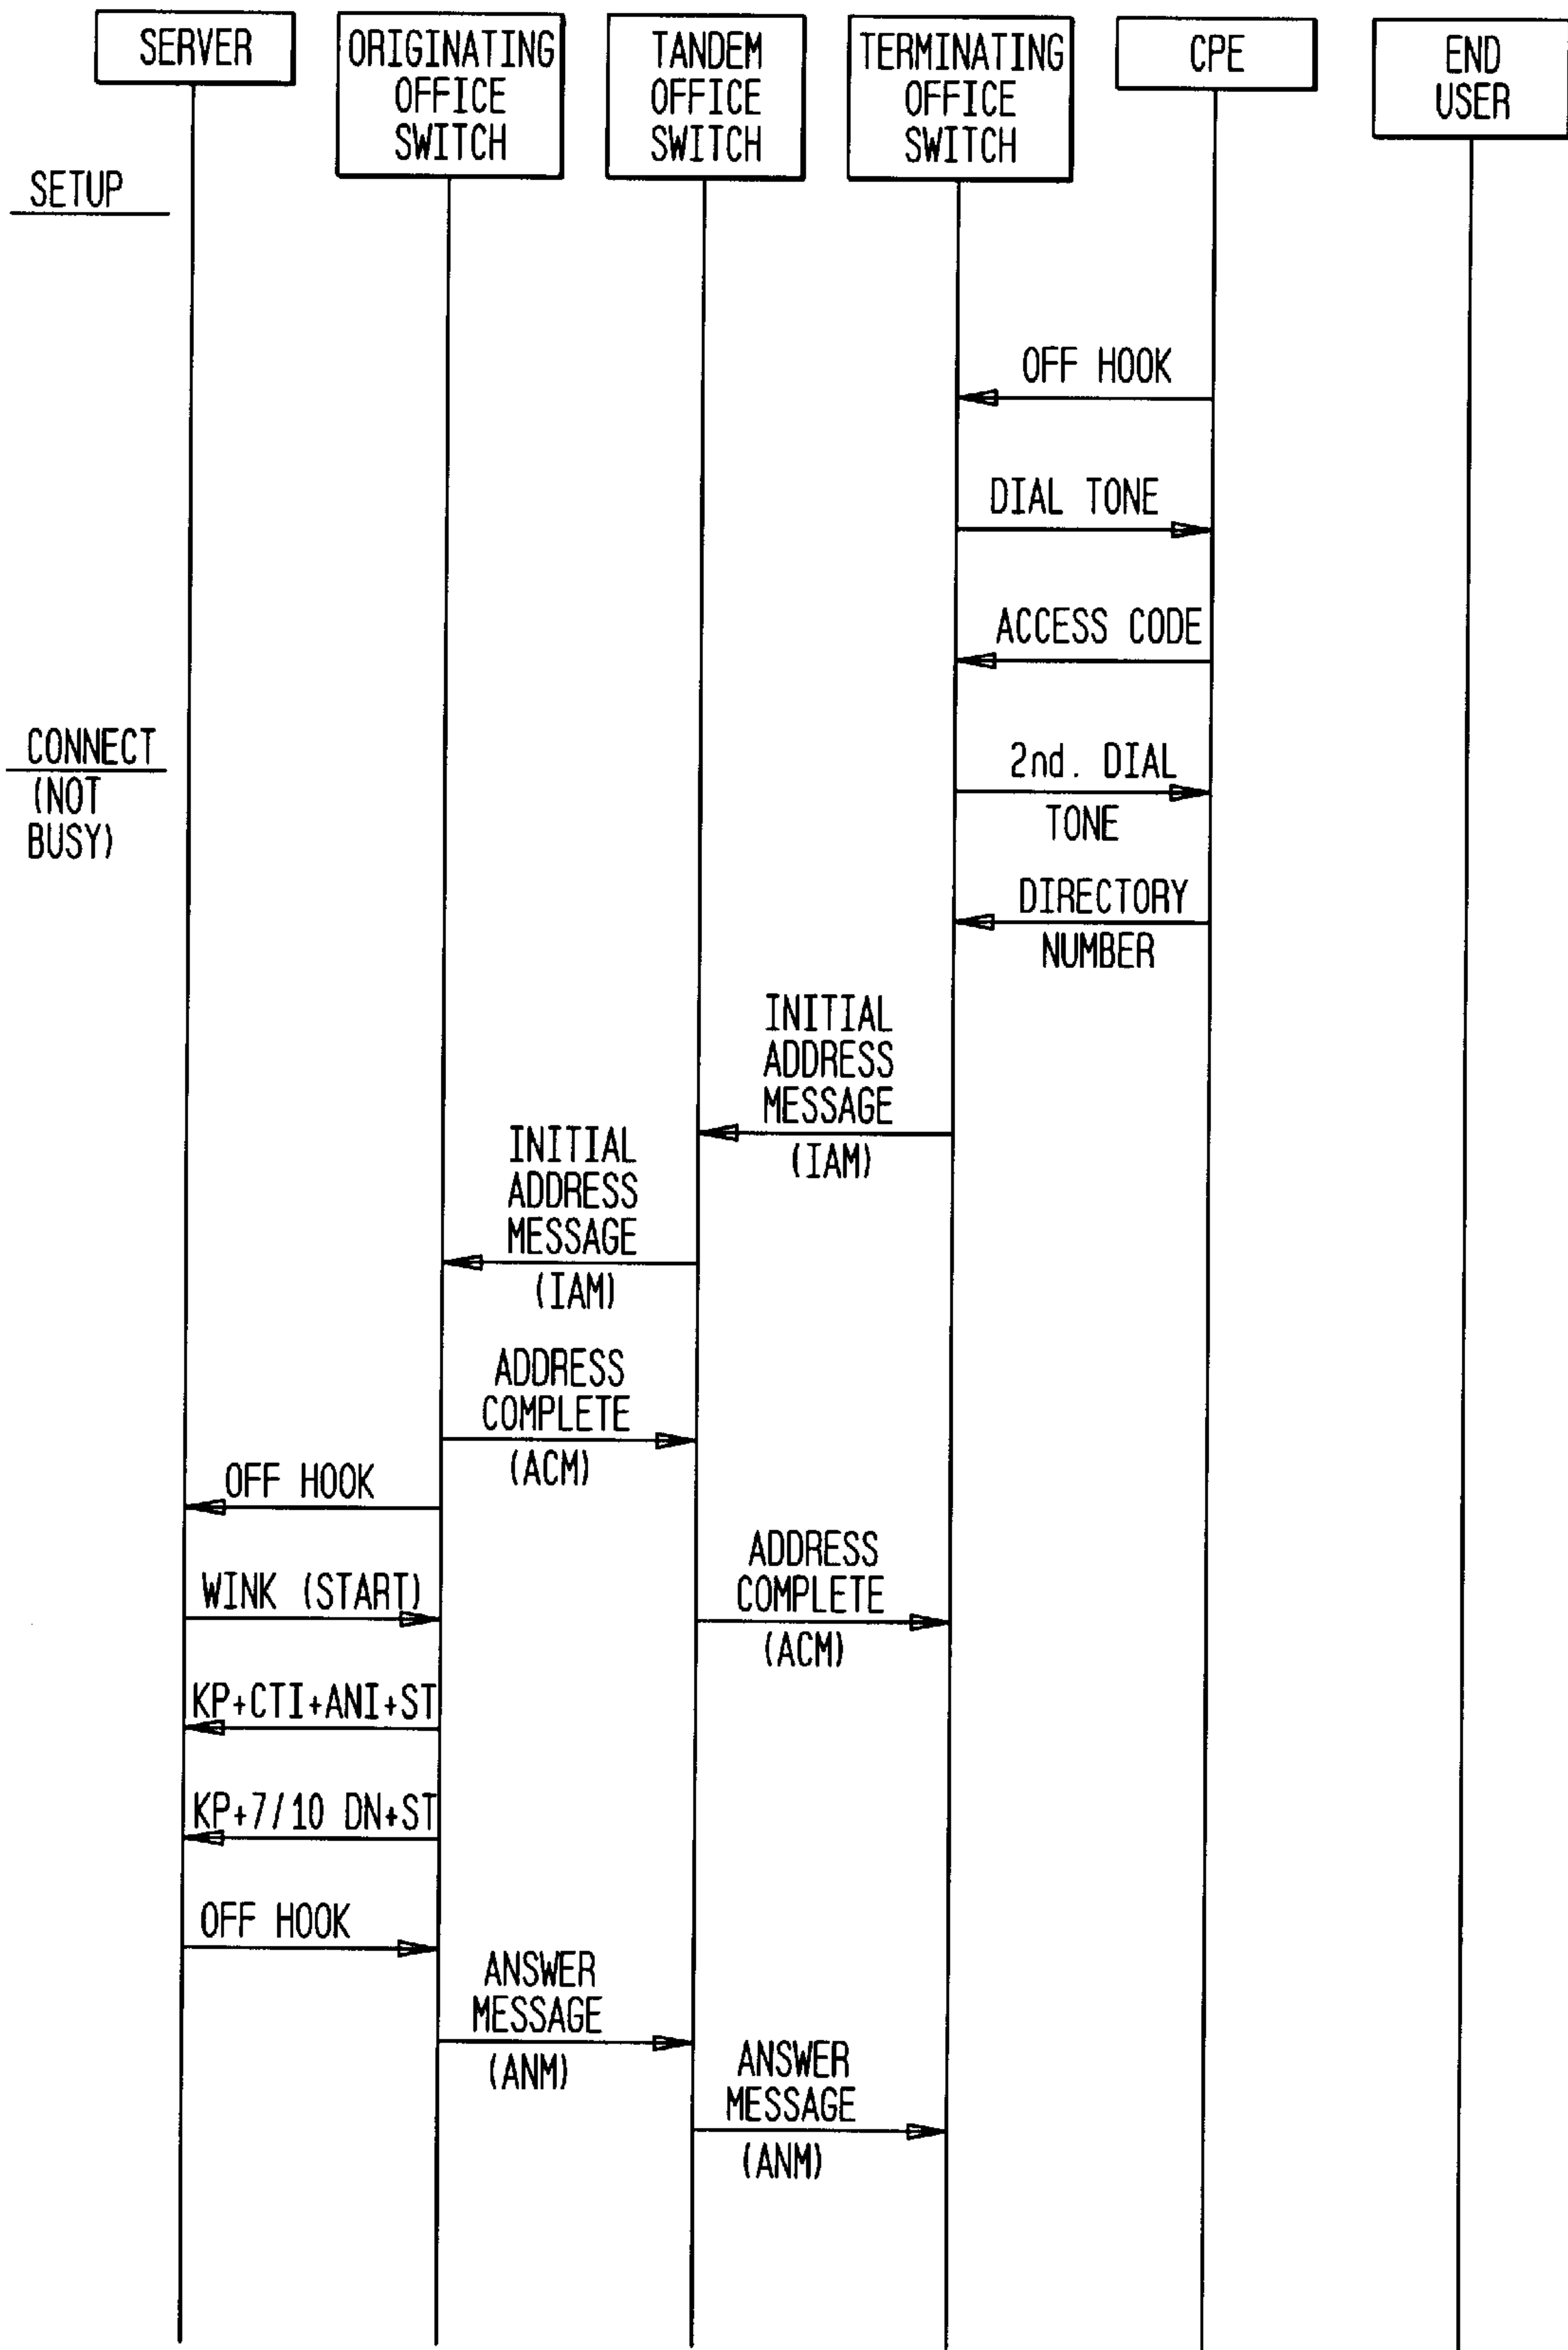 SERVER
ORIGINATING
OFFICE
SWITCH
TANDEM
OFFICE
SWITCH
TERMINATING
OFFICE
SWITCH
CPE
END
USER
SETUP
OFF HOOK
DIAL TONE
ACCESS CODE
CONNECT
(NOT
BUSY)
2nd. DIAL
TONE
DIRECTORY
NUMBER
INITIAL
ADDRESS
MESSAGE
(IAM)
INITIAL
ADDRESS
MESSAGE
(IAM)
ADDRESS
COMPLETE
(ACM)
OFF HOOK
ADDRESS
COMPLETE
(ACM)
WINK (START)
KP+CTI+ANI+ST
KP+7/10 DN+ST
OFF HOOK
ANSWER
MESSAGE
(ANM)
ANSWER
MESSAGE
(ANM)